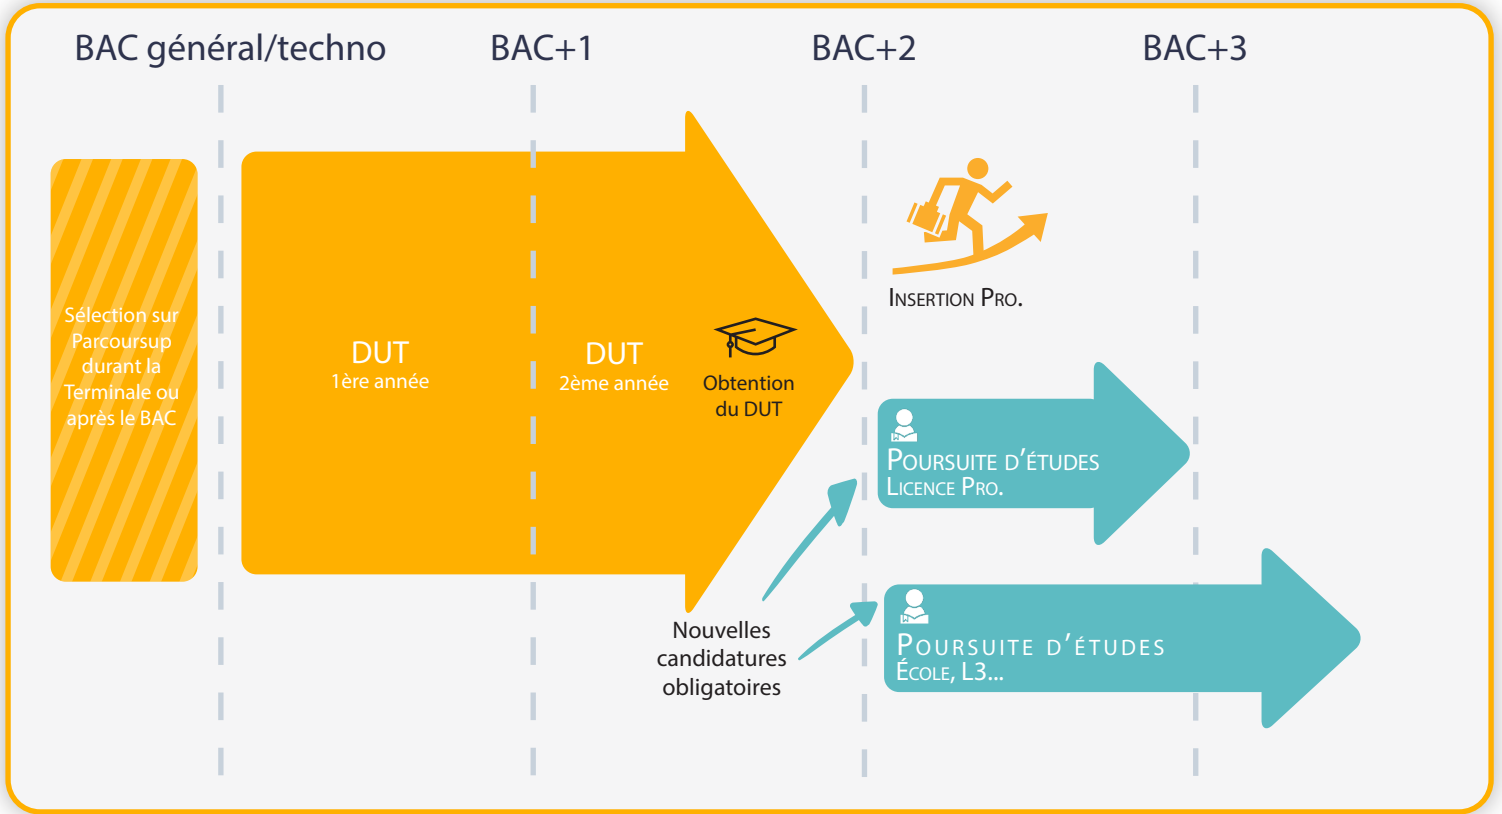 BAC général/techno
BAC+1
BAC+2
BAC+3
Sélection sur
Parcoursup
durant la
Terminale ou
après le BAC
DUT
1ère année
DUT
2ème année
Obtention
du DUT
Insertion Pro.
Poursuite d'études
Licence Pro.
Nouvelles
candidatures
obligatoires
Poursuite d'études
École, L3...